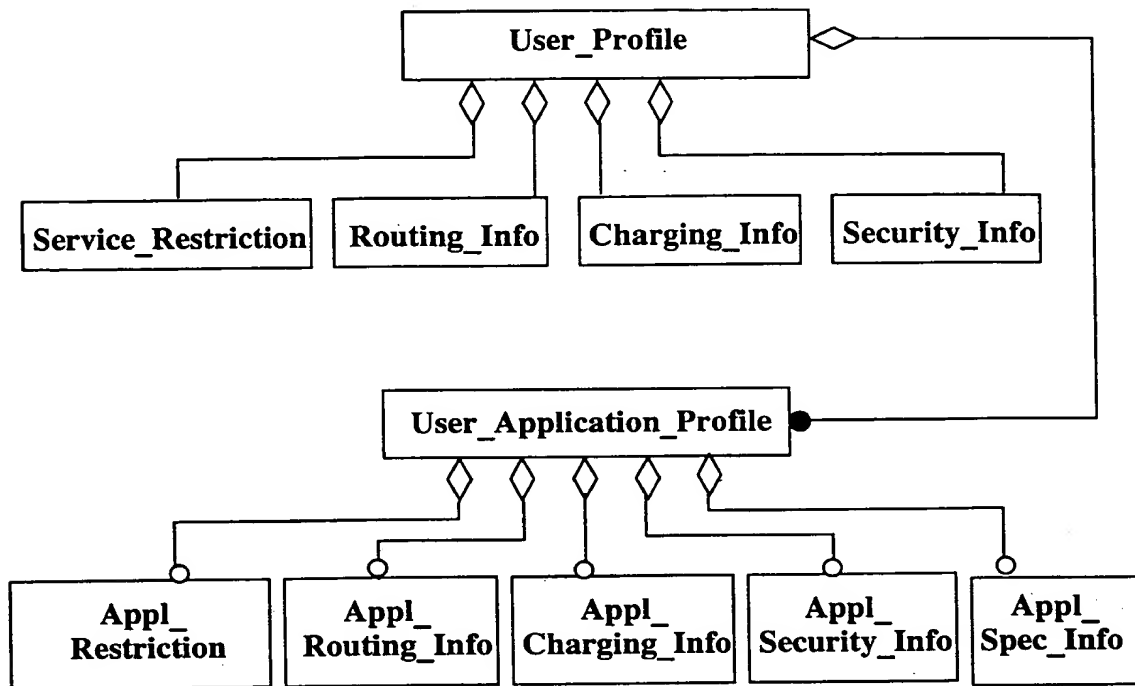 User_Profile
Service_Restriction
Routing_Info
Charging_Info
Security_Info
User_Application_Profile
Appl_
Restriction
Appl_
Routing_Info
Appl_
Charging_Info
Appl_
Security_Info
Appl_
Spec_Info